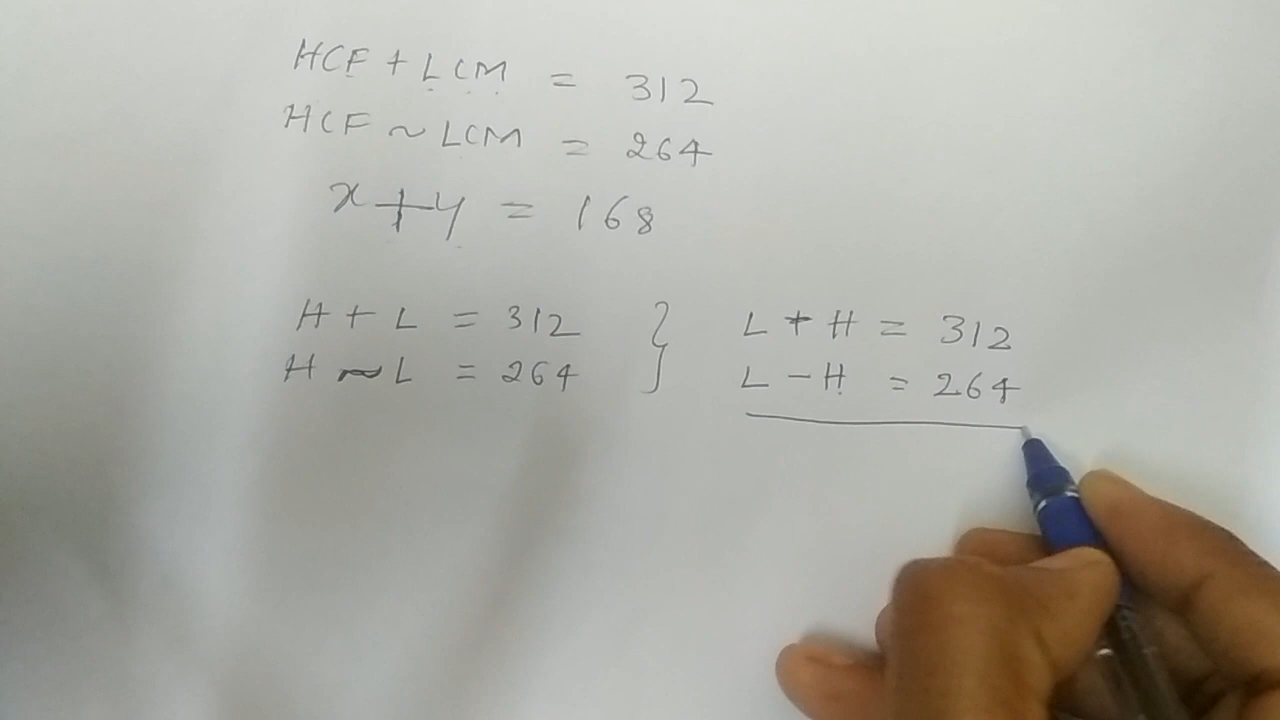 HCF + LCM = 312
HCF ~ LCM = 264
x + y = 168
H + L = 312
H ~ L = 264 }
L + H = 312
L - H = 264